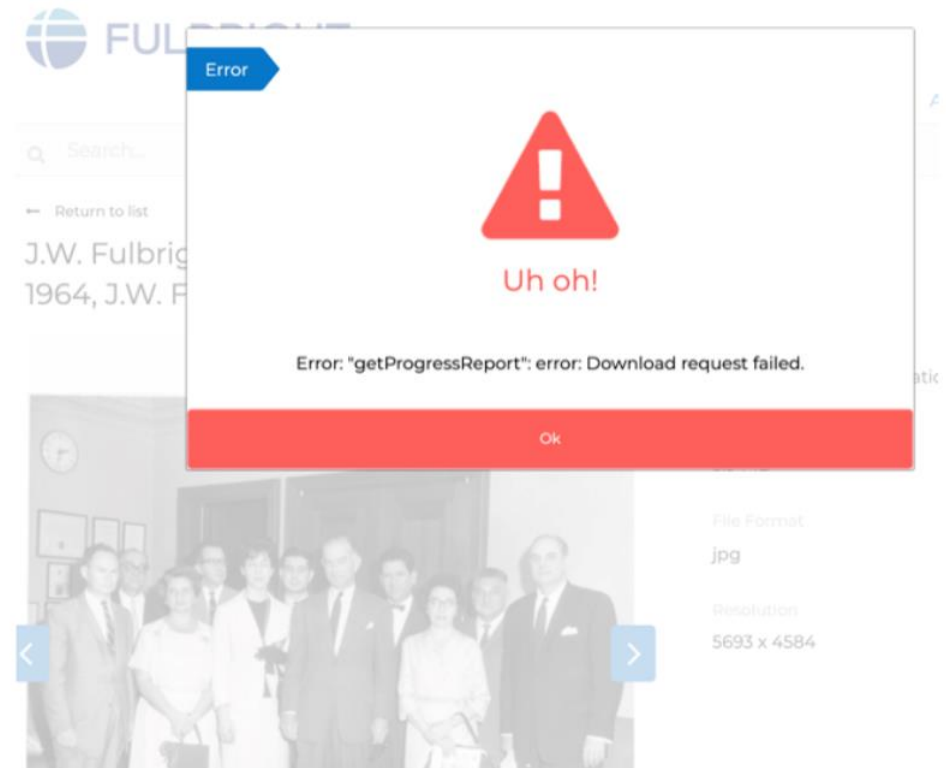 FUL
Error
Search...
Return to list
J.W. Fulbrig
1964, J.W. F
Uh oh!
Error: "getProgressReport": error: Download request failed.
Ok
File Format
jpg
Resolution
5693 x 4584